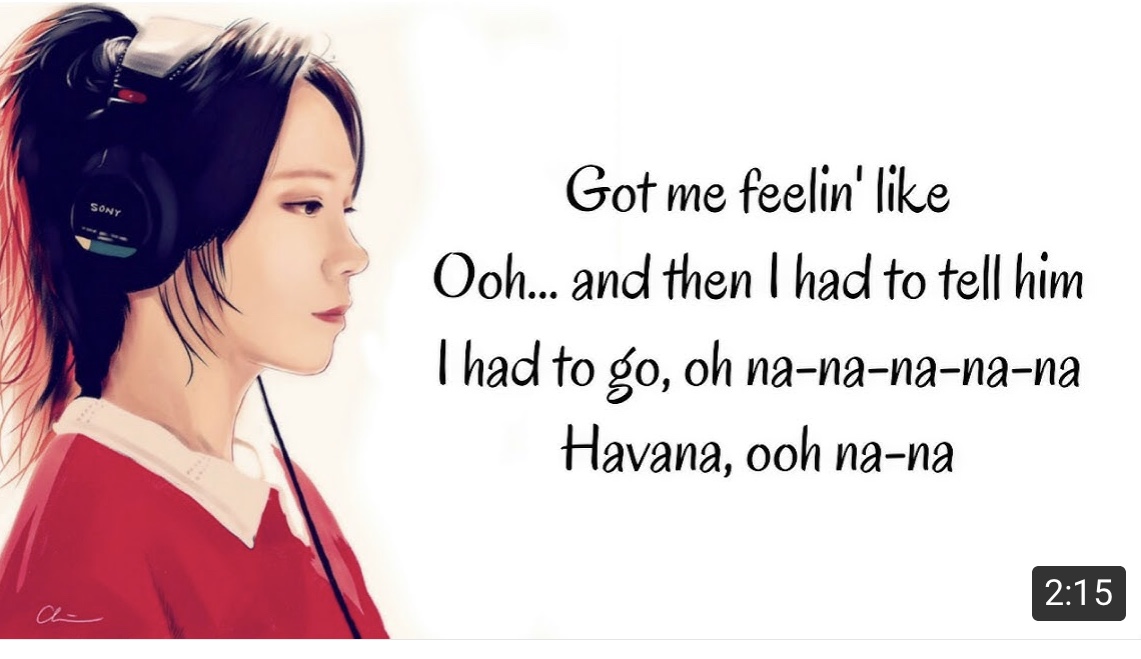 SONY
Got me feelin' like
Ooh... and then I had to tell him
I had to go, oh na-na-na-na-na
Havana, ooh na-na
2:15